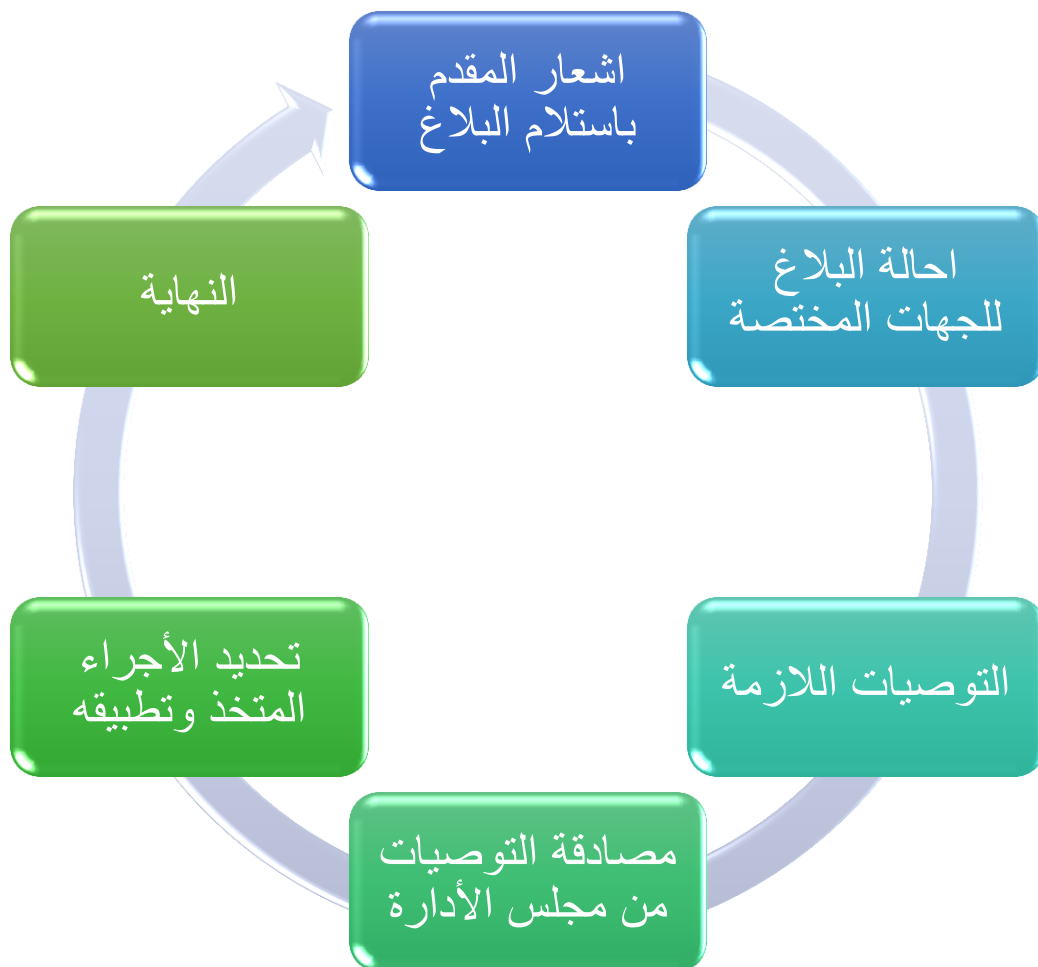 اشعار المقدم
باستلام البلاغ
احالة البلاغ
للجهات المختصة
التوصيات اللازمة
مصادقة التوصيات
من مجلس الأدارة
تحديد الأجراء
المتخذ وتطبيقه
النهاية